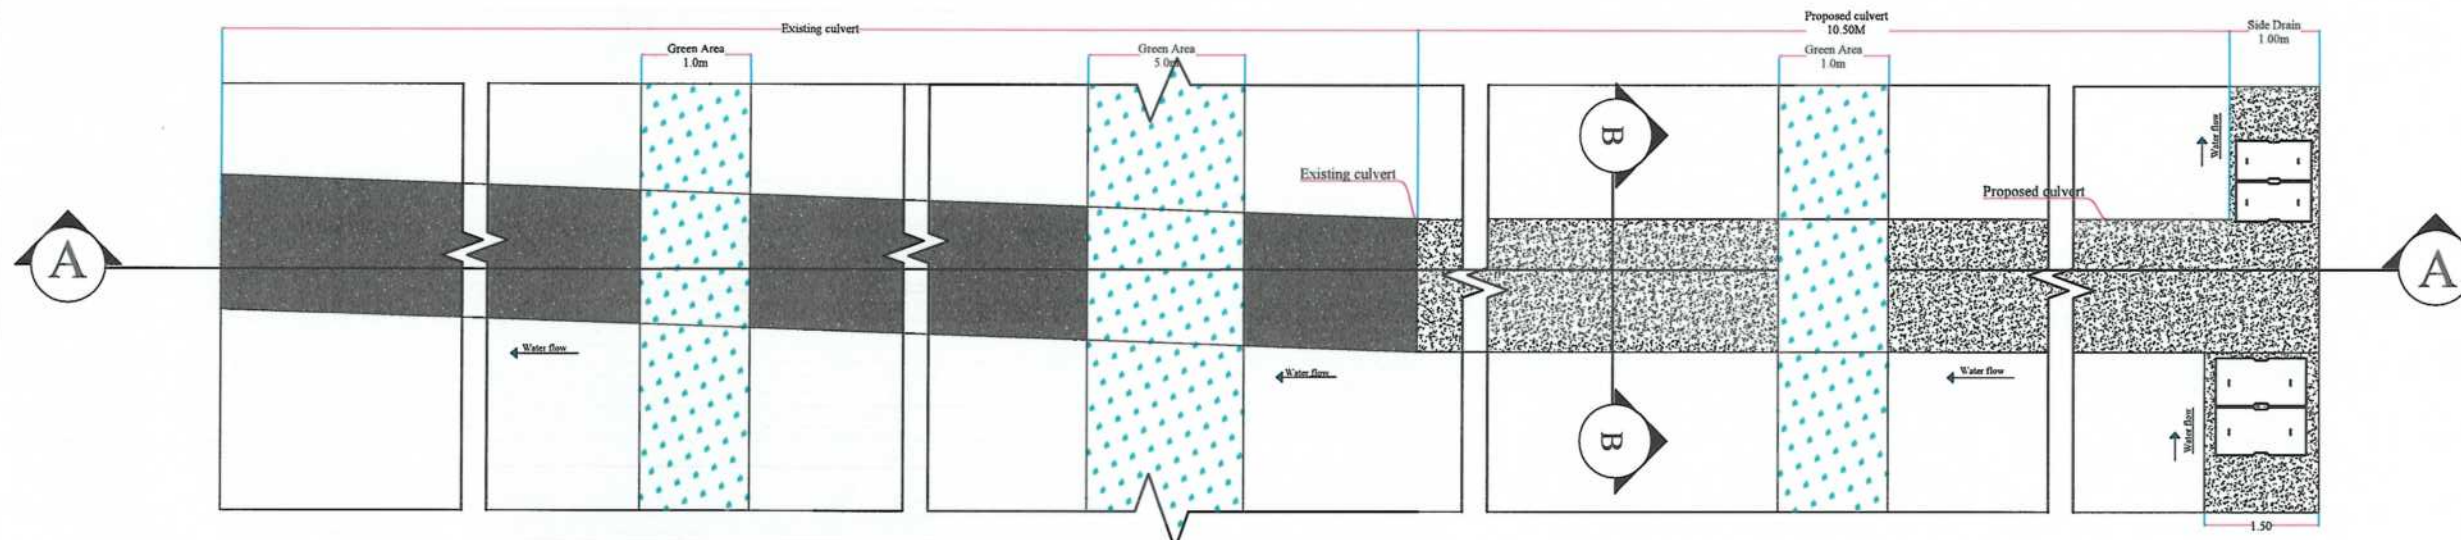 Existing culvert
Proposed culvert
10.50M
Side Drain
1.00m
Green Area
1.0m
Green Area
5.0m
Green Area
1.0m
B
Water flow
Existing culvert
Proposed culvert
A
A
Water flow
Water flow
Water flow
B
Water flow
1.50